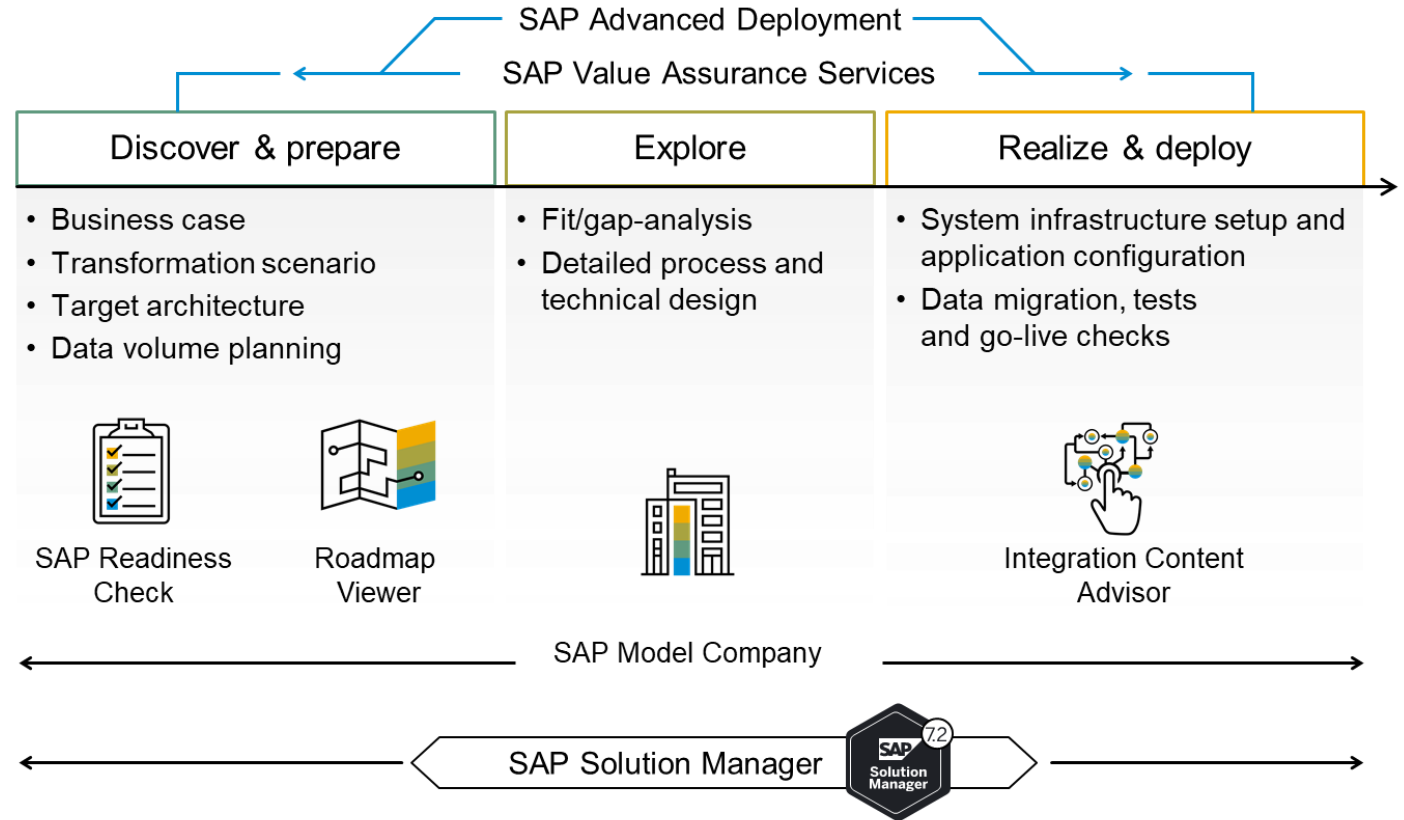 SAP Advanced Deployment
SAP Value Assurance Services
Discover & prepare
• Business case
• Transformation scenario
• Target architecture
• Data volume planning
SAP Readiness
Check
Roadmap
Viewer
Explore
• Fit/gap-analysis
• Detailed process and
technical design
Realize & deploy
• System infrastructure setup and
application configuration
• Data migration, tests
and go-live checks
Integration Content
Advisor
SAP Model Company
SAP Solution Manager
7.2
SAP
Solution
Manager